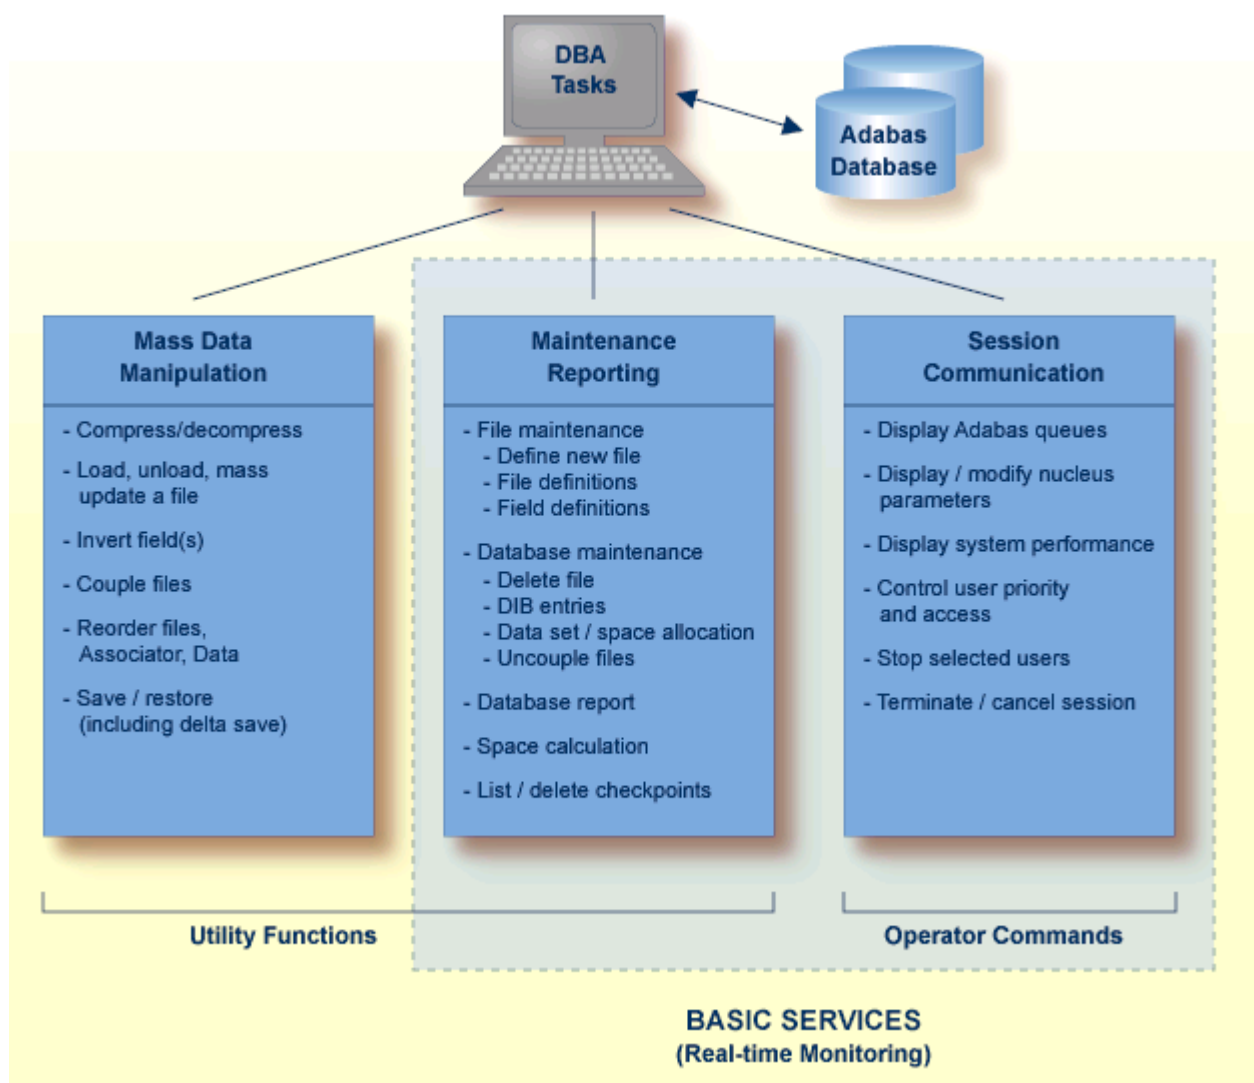 DBA
Tasks
Adabas
Database
Mass Data
Manipulation
- Compress/decompress
- Load, unload, mass
update a file
- Invert field(s)
- Couple files
- Reorder files,
Associator, Data
- Save / restore
(including delta save)
Maintenance
Reporting
- File maintenance
- Define new file
- File definitions
- Field definitions
- Database maintenance
- Delete file
- DIB entries
- Data set / space allocation
- Uncouple files
- Database report
- Space calculation
- List / delete checkpoints
Session
Communication
- Display Adabas queues
- Display / modify nucleus
parameters
- Display system performance
- Control user priority
and access
- Stop selected users
- Terminate / cancel session
Utility Functions
Operator Commands
BASIC SERVICES
(Real-time Monitoring)